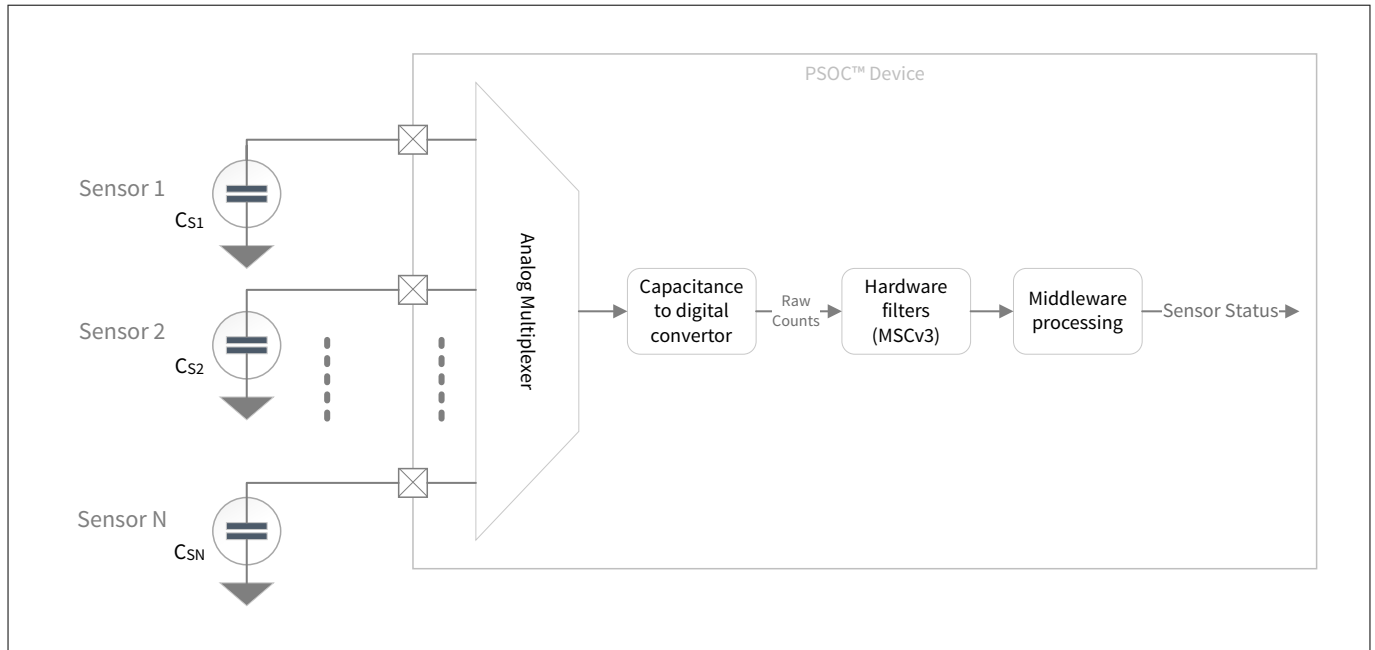 PSOC™ Device
Sensor 1
CS1
Sensor 2
CS2
Sensor N
CSN
Analog Multiplexer
Capacitance
to digital
convertor
Raw
Counts
Hardware
filters
(MSCv3)
Middleware
processing
Sensor Status